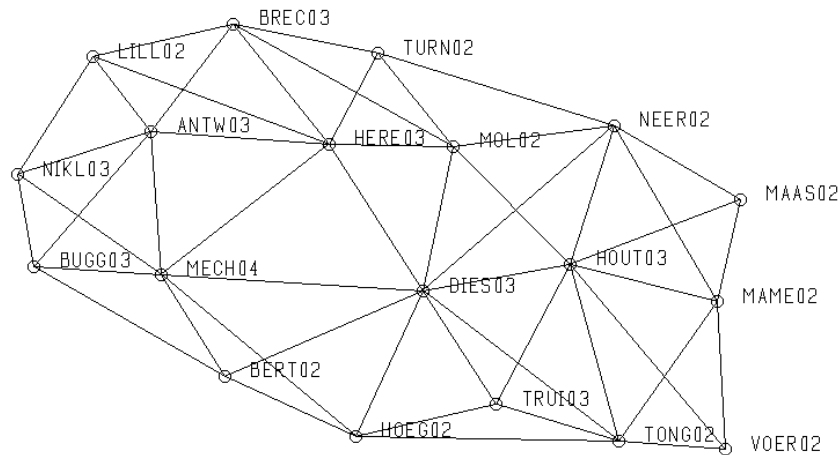 BREC03
LILL02
TURN02
ANTW03
HERE03
MOL02
NEER02
NIKL03
MAAS02
BUGG03
MECH04
DIES03
HOUT03
MAME02
BERT02
TRUI03
HOEG02
TONG02
VOER02